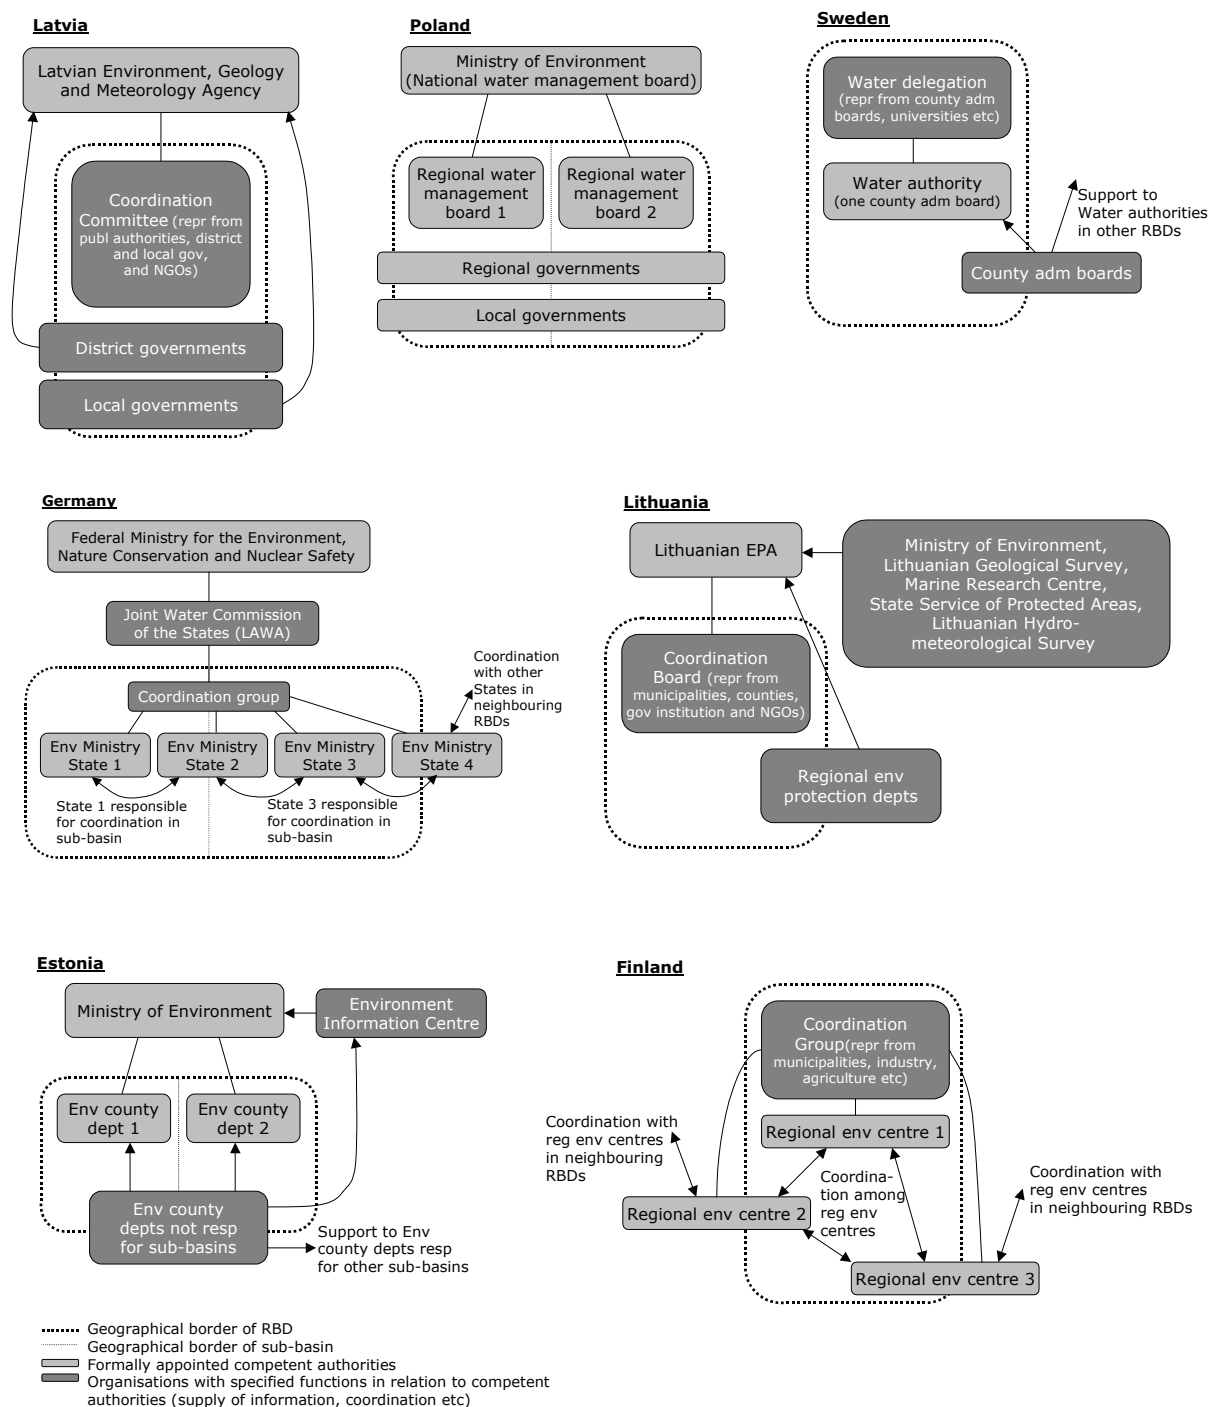 Latvia
Latvian Environment, Geology
and Meteorology Agency
Coordination
Committee (repr from
publ authorities, district
and local gov,
and NGOs)
District governments
Local governments
Poland
Ministry of Environment
(National water management board)
Regional water
management
board 1
Regional water
management
board 2
Regional governments
Local governments
Sweden
Water delegation
(repr from county adm
boards, universities etc)
Water authority
(one county adm board)
Support to
Water authorities
in other RBDs
County adm boards
Germany
Federal Ministry for the Environment,
Nature Conservation and Nuclear Safety
Joint Water Commission
of the States (LAWA)
Coordination group
Coordination
with other
States in
neighbouring
RBDs
Env Ministry
State 1
Env Ministry
State 2
Env Ministry
State 3
Env Ministry
State 4
State 1 responsible
for coordination in
sub-basin
State 3 responsible
for coordination in
sub-basin
Lithuania
Lithuanian EPA
Ministry of Environment,
Lithuanian Geological Survey,
Marine Research Centre,
State Service of Protected Areas,
Lithuanian Hydro-
meteorological Survey
Coordination
Board (repr from
municipalities, counties,
gov institution and NGOs)
Regional env
protection depts
Estonia
Ministry of Environment
Environment
Information Centre
Env county
dept 1
Env county
dept 2
Env county
depts not resp
for sub-basins
Support to Env
county depts resp
for other sub-basins
Finland
Coordination
Group(repr from
municipalities, industry,
agriculture etc)
Regional env centre 1
Coordination with
reg env centres
in neighbouring
RBDs
Coordina-
tion among
reg env
centres
Regional env centre 2
Coordination with
reg env centres
in neighbouring RBDs
Regional env centre 3
Geographical border of RBD
Geographical border of sub-basin
Formally appointed competent authorities
Organisations with specified functions in relation to competent
authorities (supply of information, coordination etc)